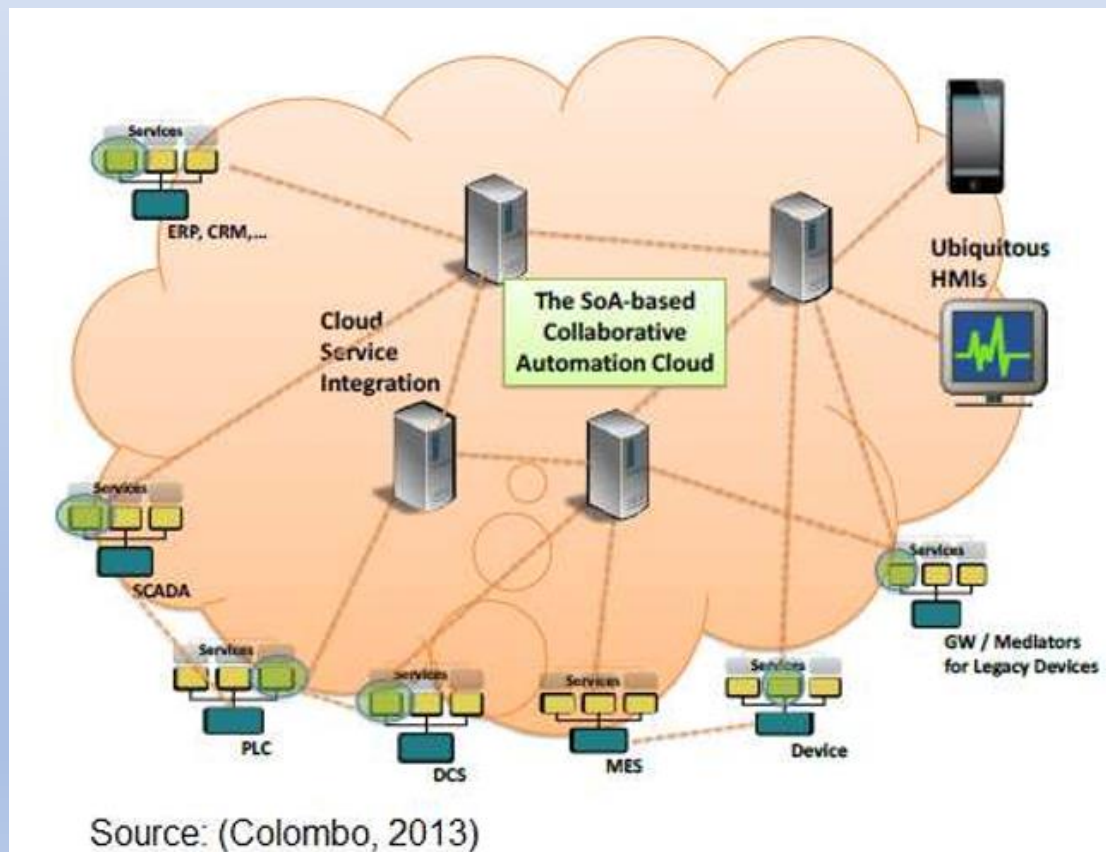 Services
ERP, CRM,...
Ubiquitous
HMIs
The SoA-based
Collaborative
Automation Cloud
Cloud
Service
Integration
Services
SCADA
Services
GW / Mediators
for Legacy Devices
Services
PLC
Services
DCS
Services
MES
Services
Device
Source: (Colombo, 2013)